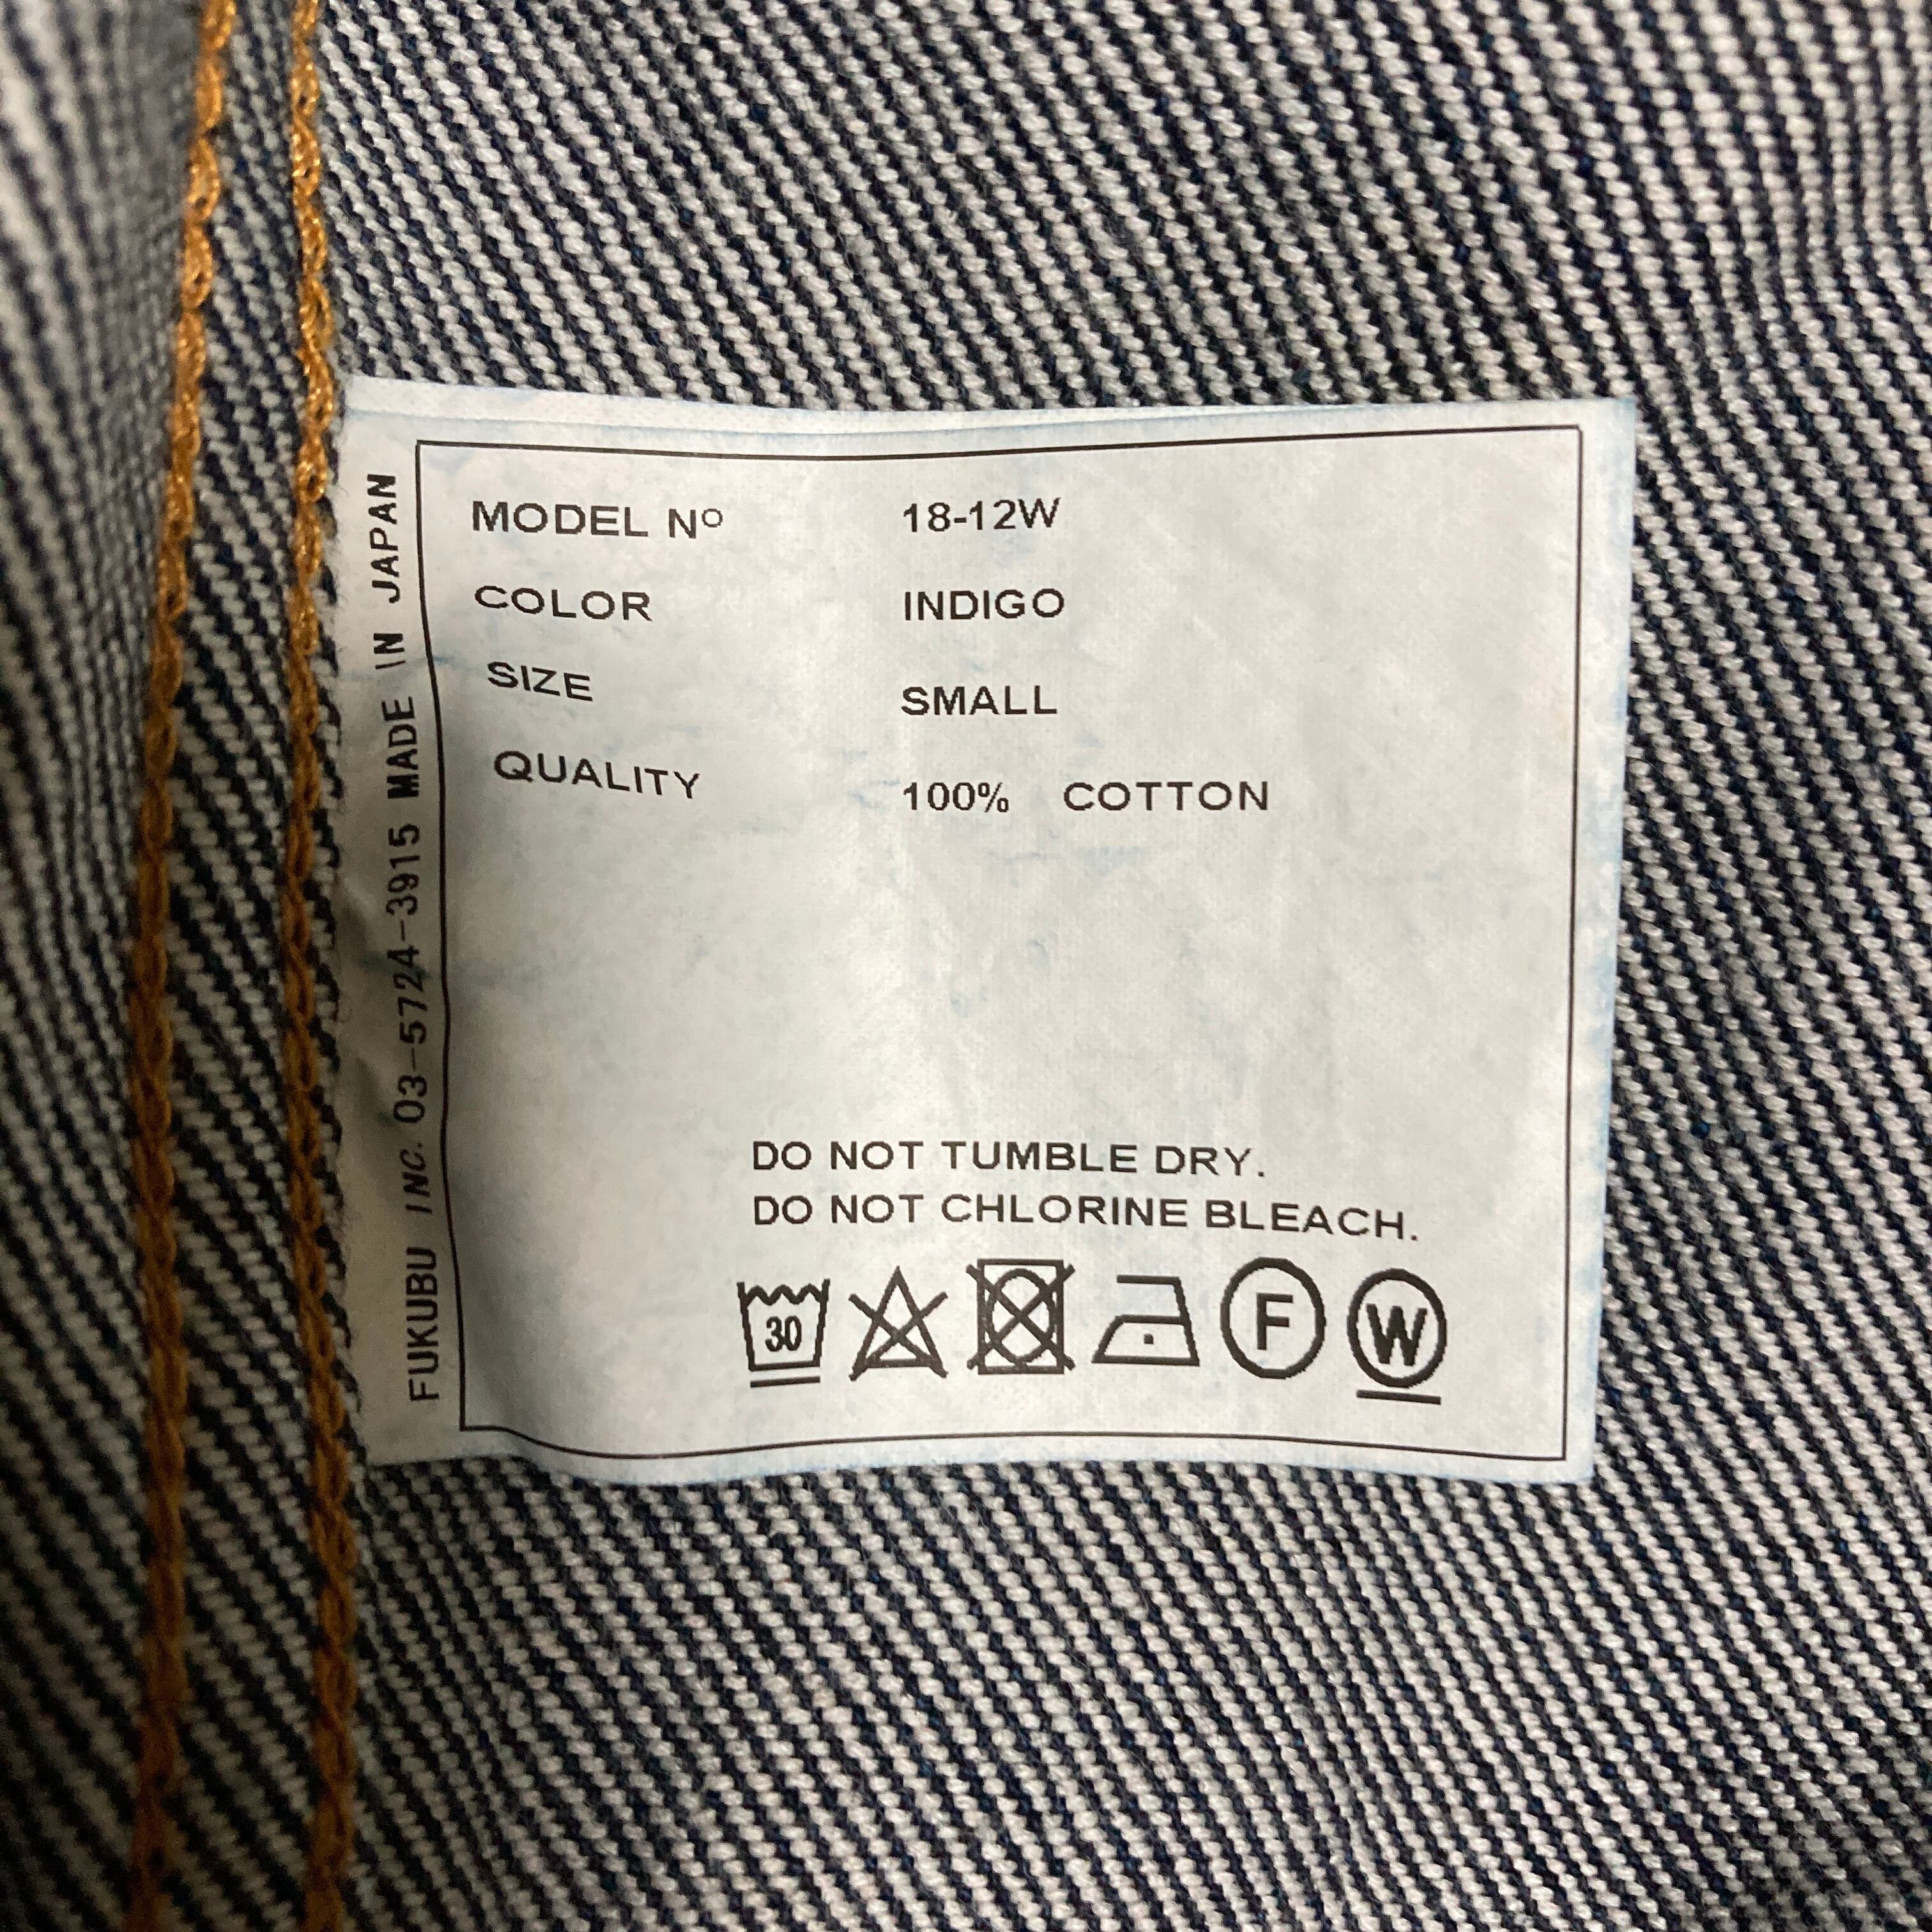 MODEL Nº 18-12W
COLOR INDIGO
SIZE SMALL
QUALITY 100% COTTON
DO NOT TUMBLE DRY.
DO NOT CHLORINE BLEACH.
30 F W
FUKUBU INC. 03-5724-3915 MADE IN JAPAN